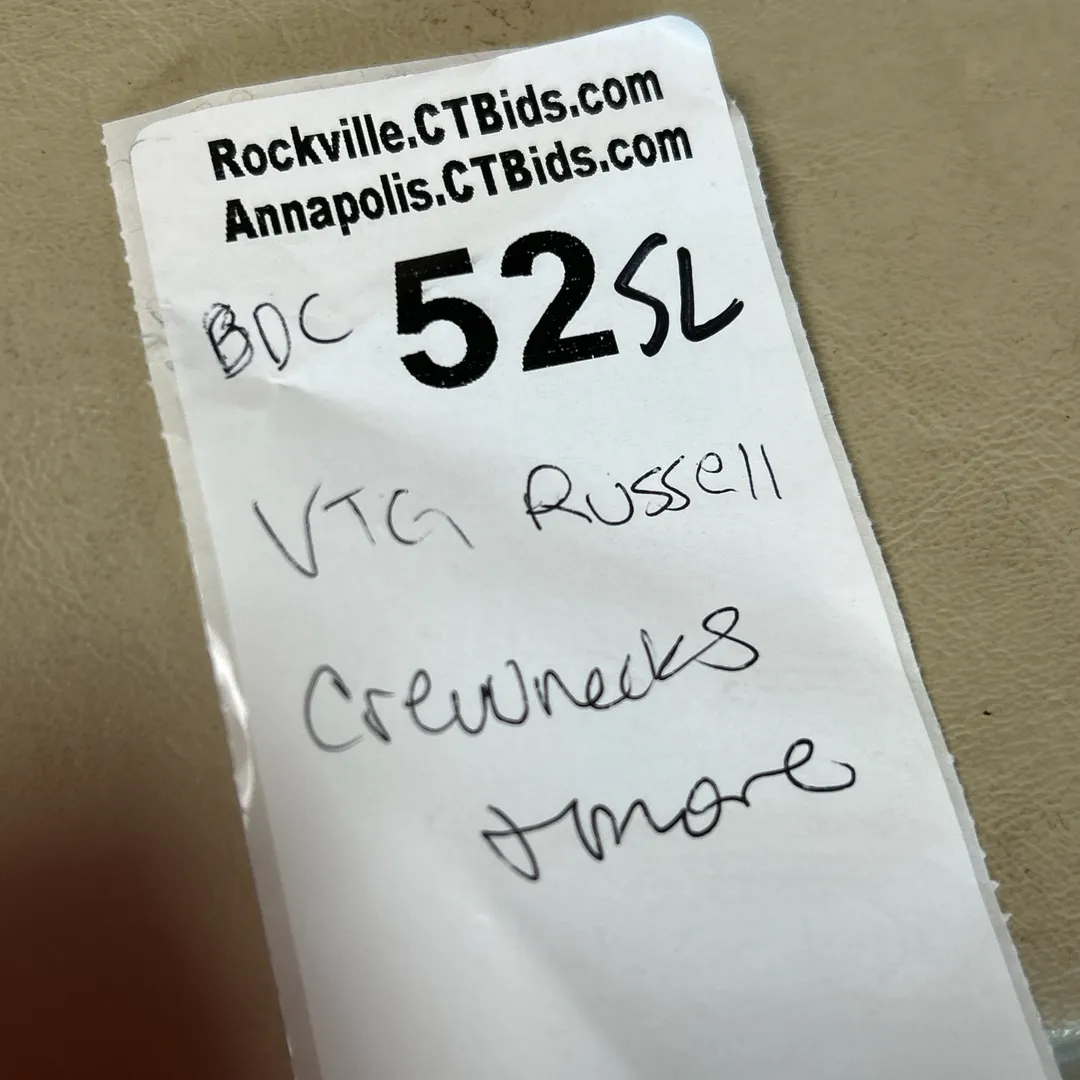 Rockville.CTBids.com
Annapolis.CTBids.com
BDC 52SL
VTG Russell
Crewnecks
+more